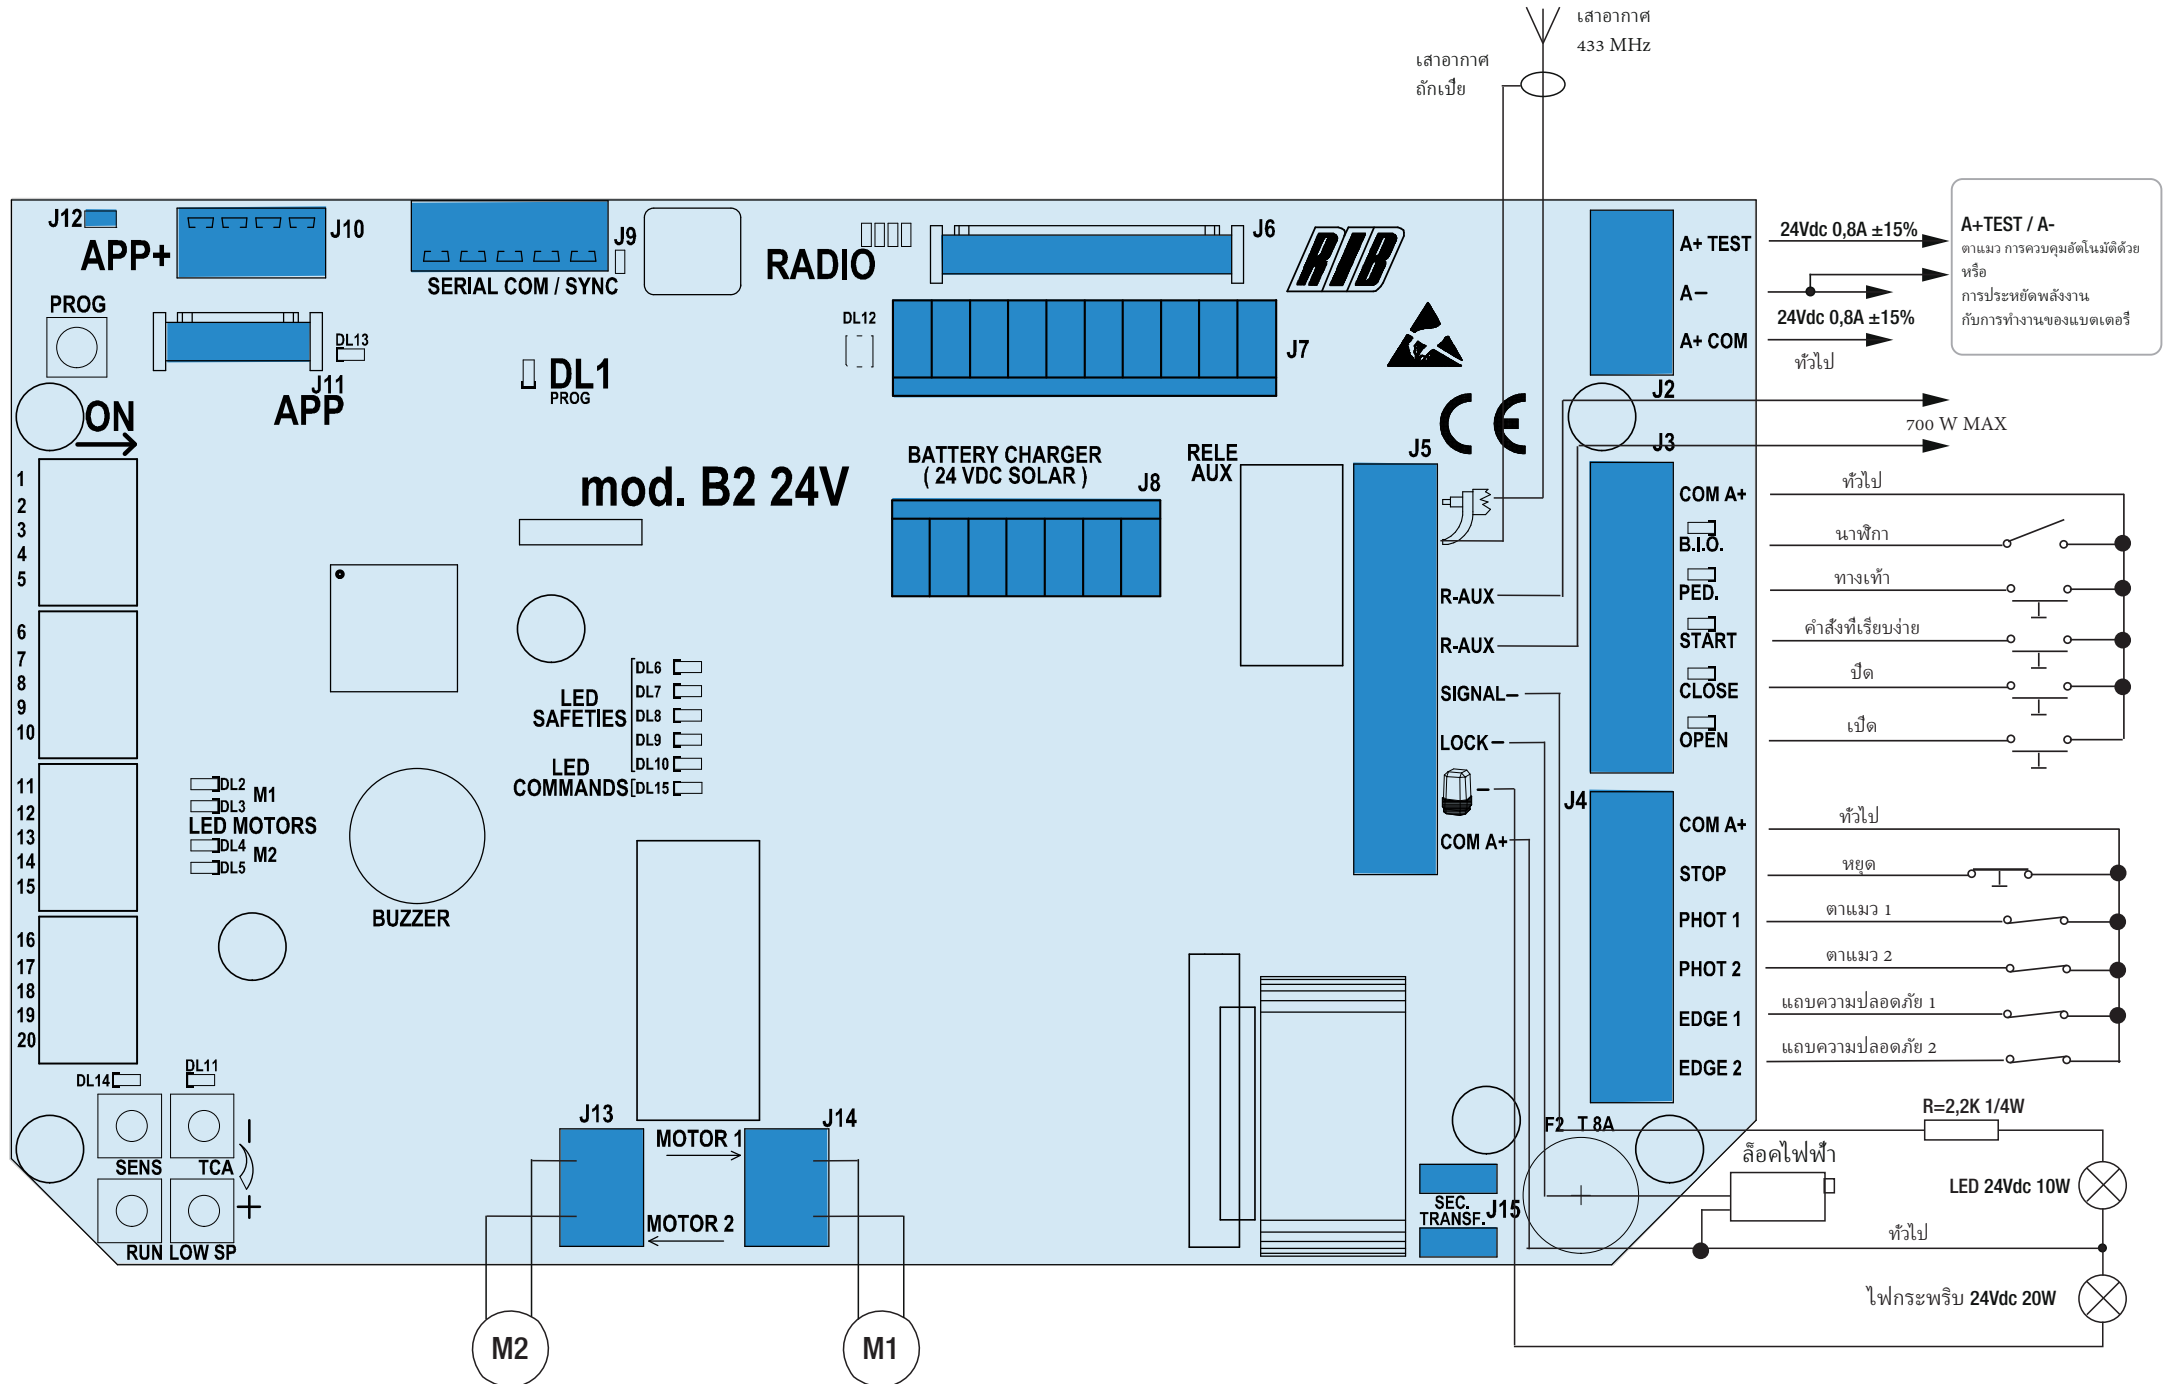 เสาอากาศ
433 MHz
เสาอากาศ
ถักเปีย
J12
APP+
J10
J9
SERIAL COM / SYNC
RADIO
J6
RIB
A+ TEST
A−
A+ COM
24Vdc 0,8A ±15%
24Vdc 0,8A ±15%
ทั่วไป
A+TEST / A-
ตาแมว การควบคุมอัตโนมัติด้วย
หรือ
การประหยัดพลังงาน
กับการทำงานของแบตเตอรี่
PROG
DL13
J11
APP
DL1
PROG
DL12
J7
J2
700 W MAX
ON
CE
mod. B2 24V
BATTERY CHARGER
( 24 VDC SOLAR )
J8
RELE
AUX
J5
J3
1
2
3
4
5
6
7
8
9
10
11
12
13
14
15
16
17
18
19
20
COM A+
B.I.O.
PED.
START
CLOSE
OPEN
ทั่วไป
นาฬิกา
ทางเท้า
คำสั่งที่เรียบง่าย
ปิด
เปิด
R-AUX
R-AUX
SIGNAL−
LOCK−
−
COM A+
LED
SAFETIES
DL6
DL7
DL8
DL9
DL10
LED
COMMANDS
DL15
DL2
DL3
M1
LED MOTORS
DL4
DL5
M2
BUZZER
J4
COM A+
STOP
PHOT 1
PHOT 2
EDGE 1
EDGE 2
ทั่วไป
หยุด
ตาแมว 1
ตาแมว 2
แถบความปลอดภัย 1
แถบความปลอดภัย 2
DL14
DL11
SENS
TCA
−
+
RUN
LOW SP
J13
MOTOR 1
J14
MOTOR 2
SEC.
TRANSF.
J15
F2 T 8A
R=2,2K 1/4W
ล็อคไฟฟ้า
LED 24Vdc 10W
ทั่วไป
ไฟกระพริบ 24Vdc 20W
M2
M1